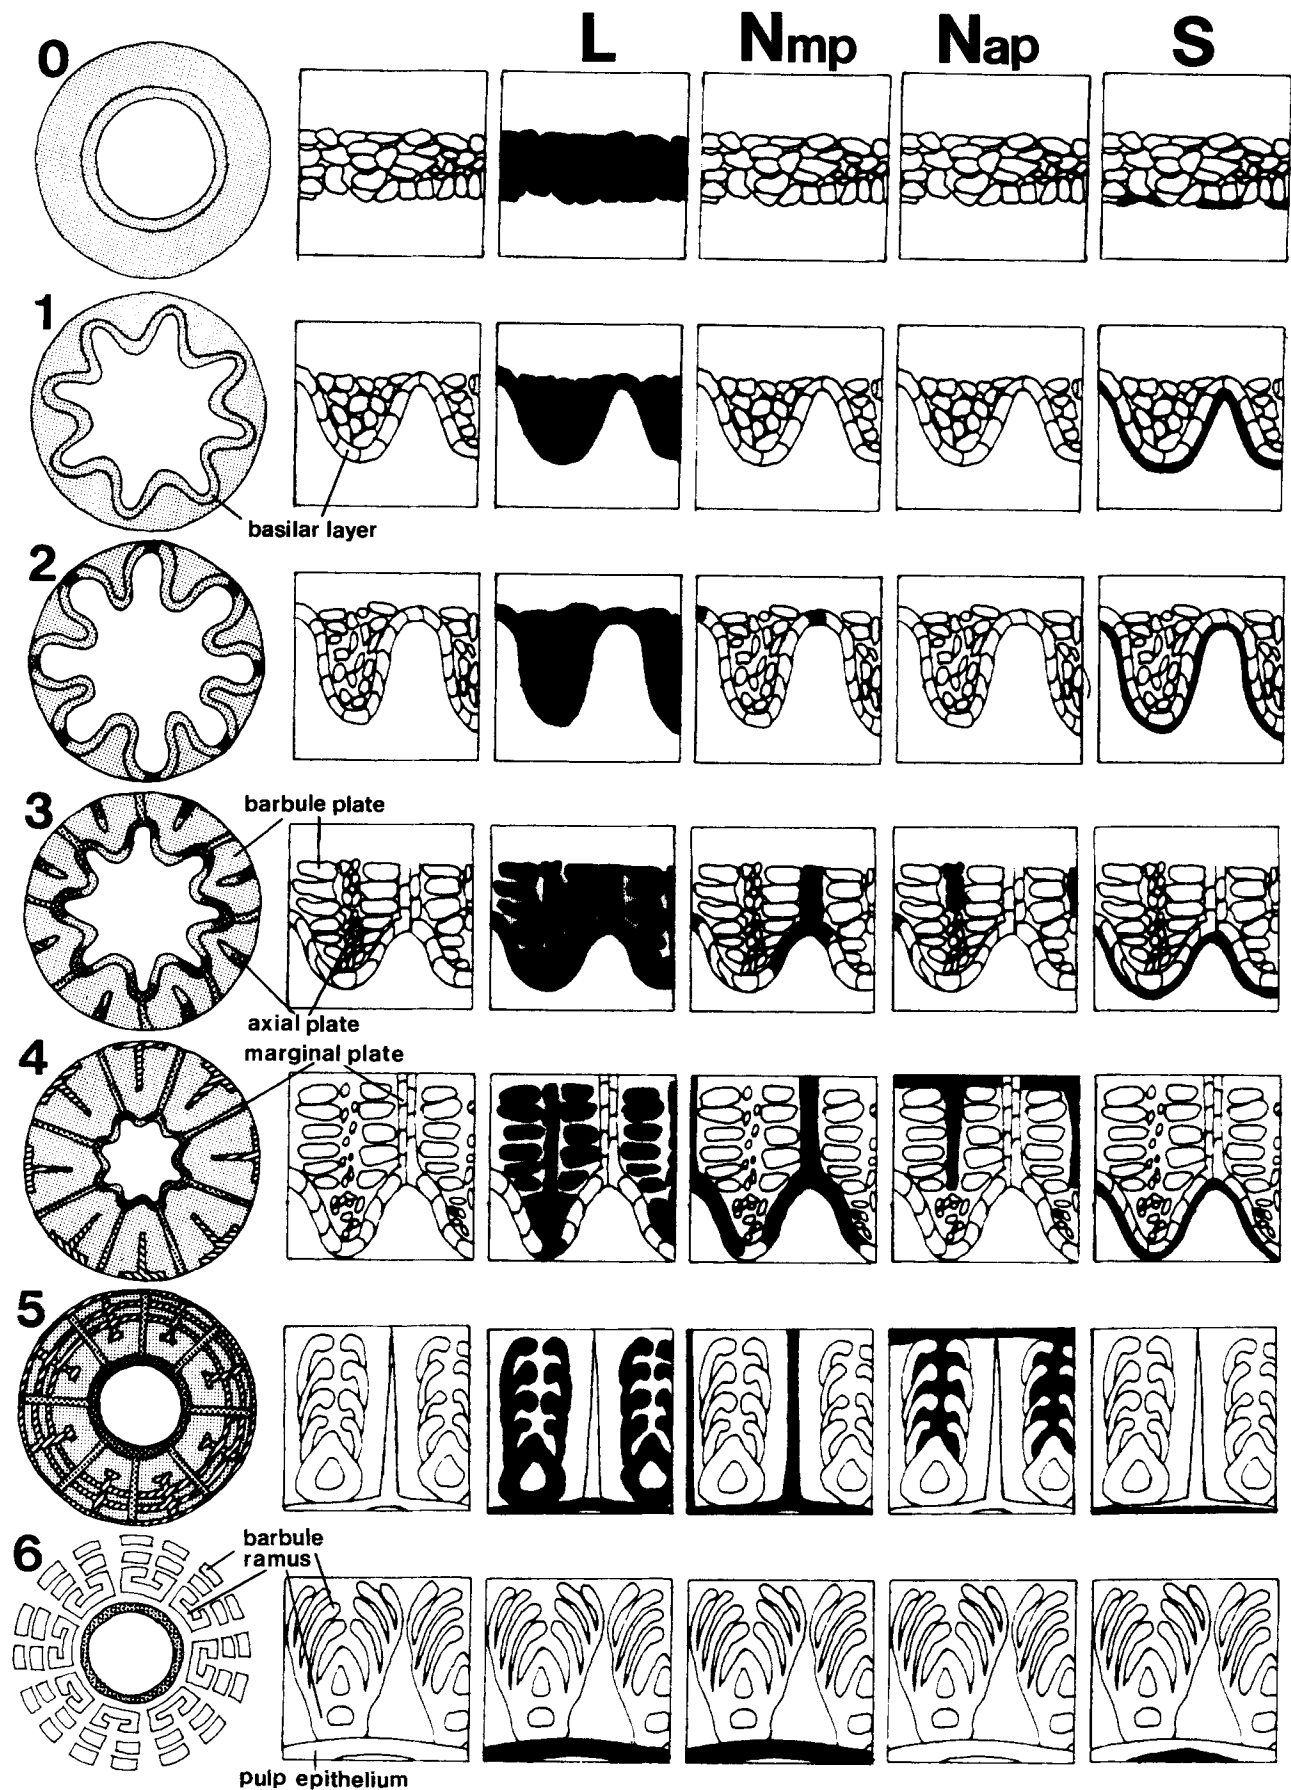 L Nmp Nap S
0
1
basilar layer
2
3
barbule plate
axial plate
marginal plate
4
5
6
barbule
ramus
pulp epithelium